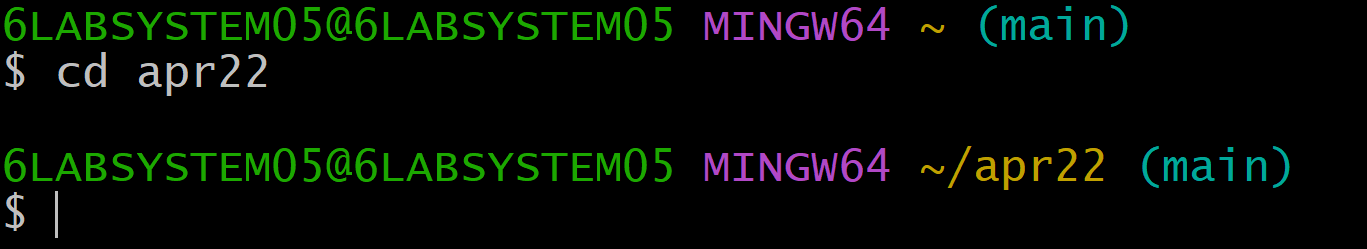 6LABSYSTEM05@6LABSYSTEM05 MINGW64 ~ (main)
$ cd apr22
6LABSYSTEM05@6LABSYSTEM05 MINGW64 ~/apr22 (main)
$